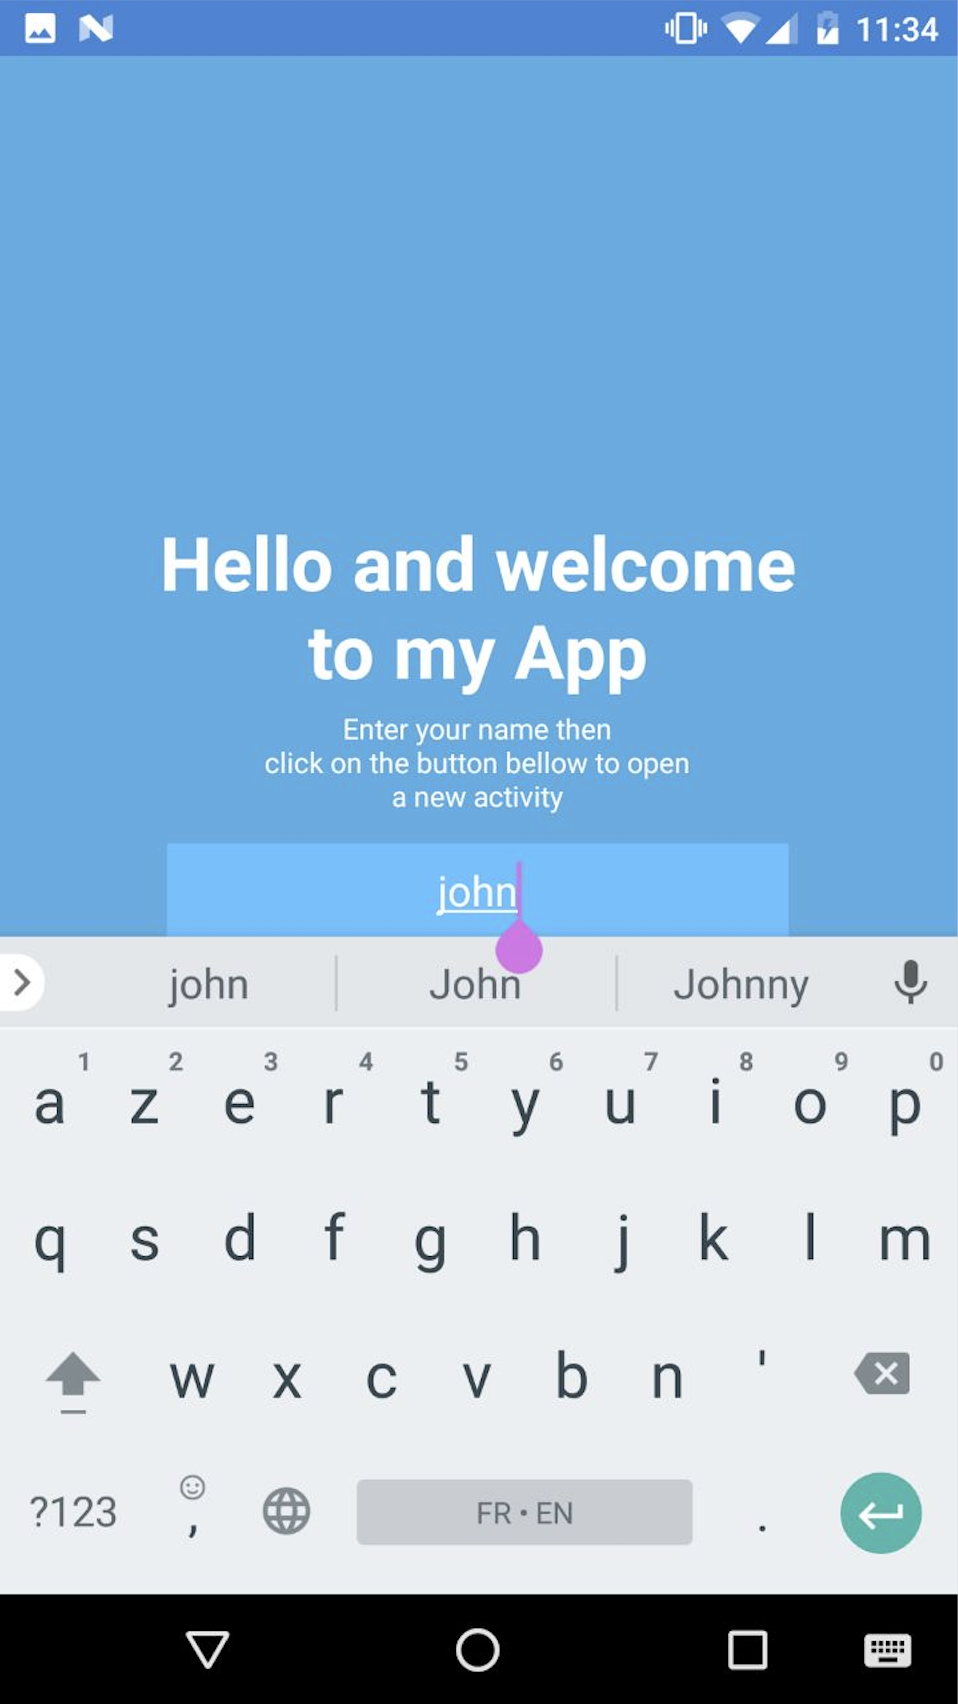 11:34
Hello and welcome
to my App
Enter your name then
click on the button bellow to open
a new activity
john
john John Johnny
1 2 3 4 5 6 7 8 9 0
a z e r t y u i o p
q s d f g h j k l m
w x c v b n '
?123 , FR • EN .